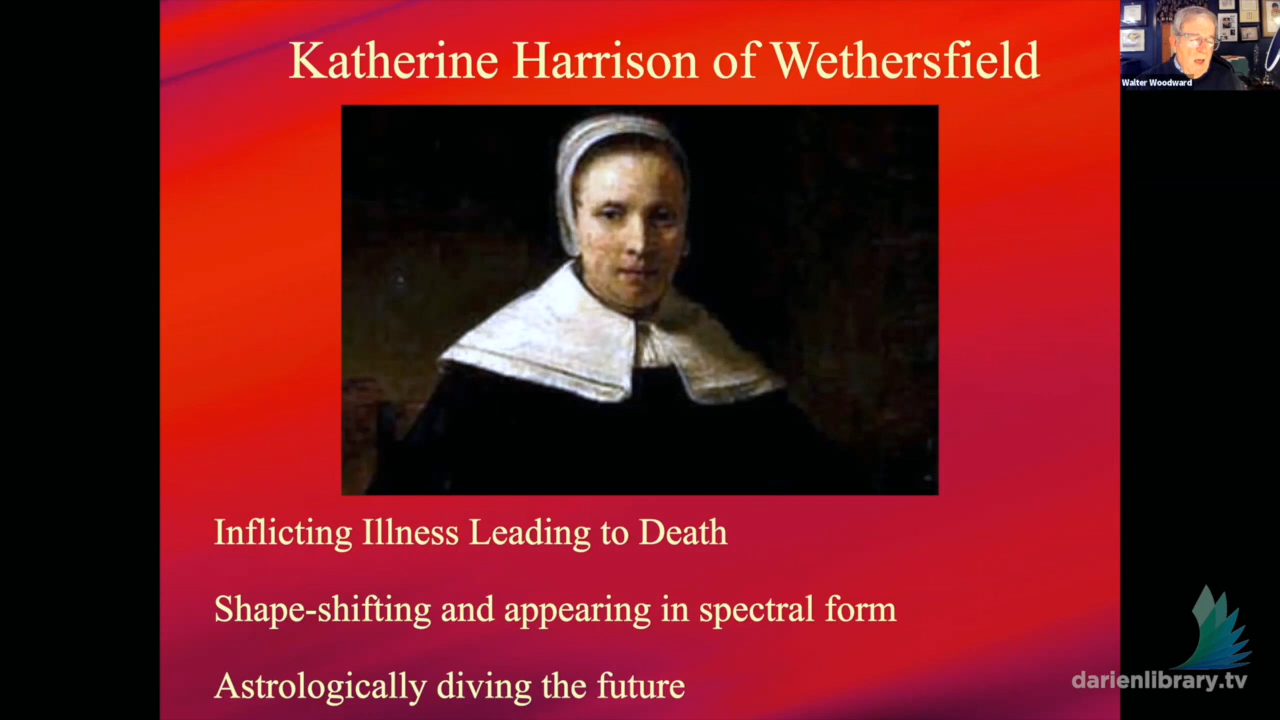 Katherine Harrison of Wethersfield
Walter Woodward
Inflicting Illness Leading to Death
Shape-shifting and appearing in spectral form
Astrologically diving the future
darienlibrary.tv